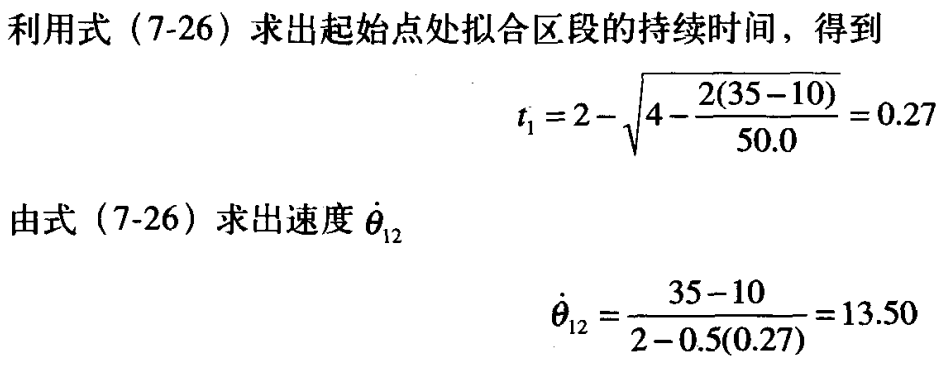 利用式（7-26）求出起始点处拟合区段的持续时间，得到
t₁ = 2 − √(4 − 2(35−10)/50.0) = 0.27
由式（7-26）求出速度 θ̇₁₂
θ̇₁₂ = (35−10)/(2−0.5(0.27)) = 13.50